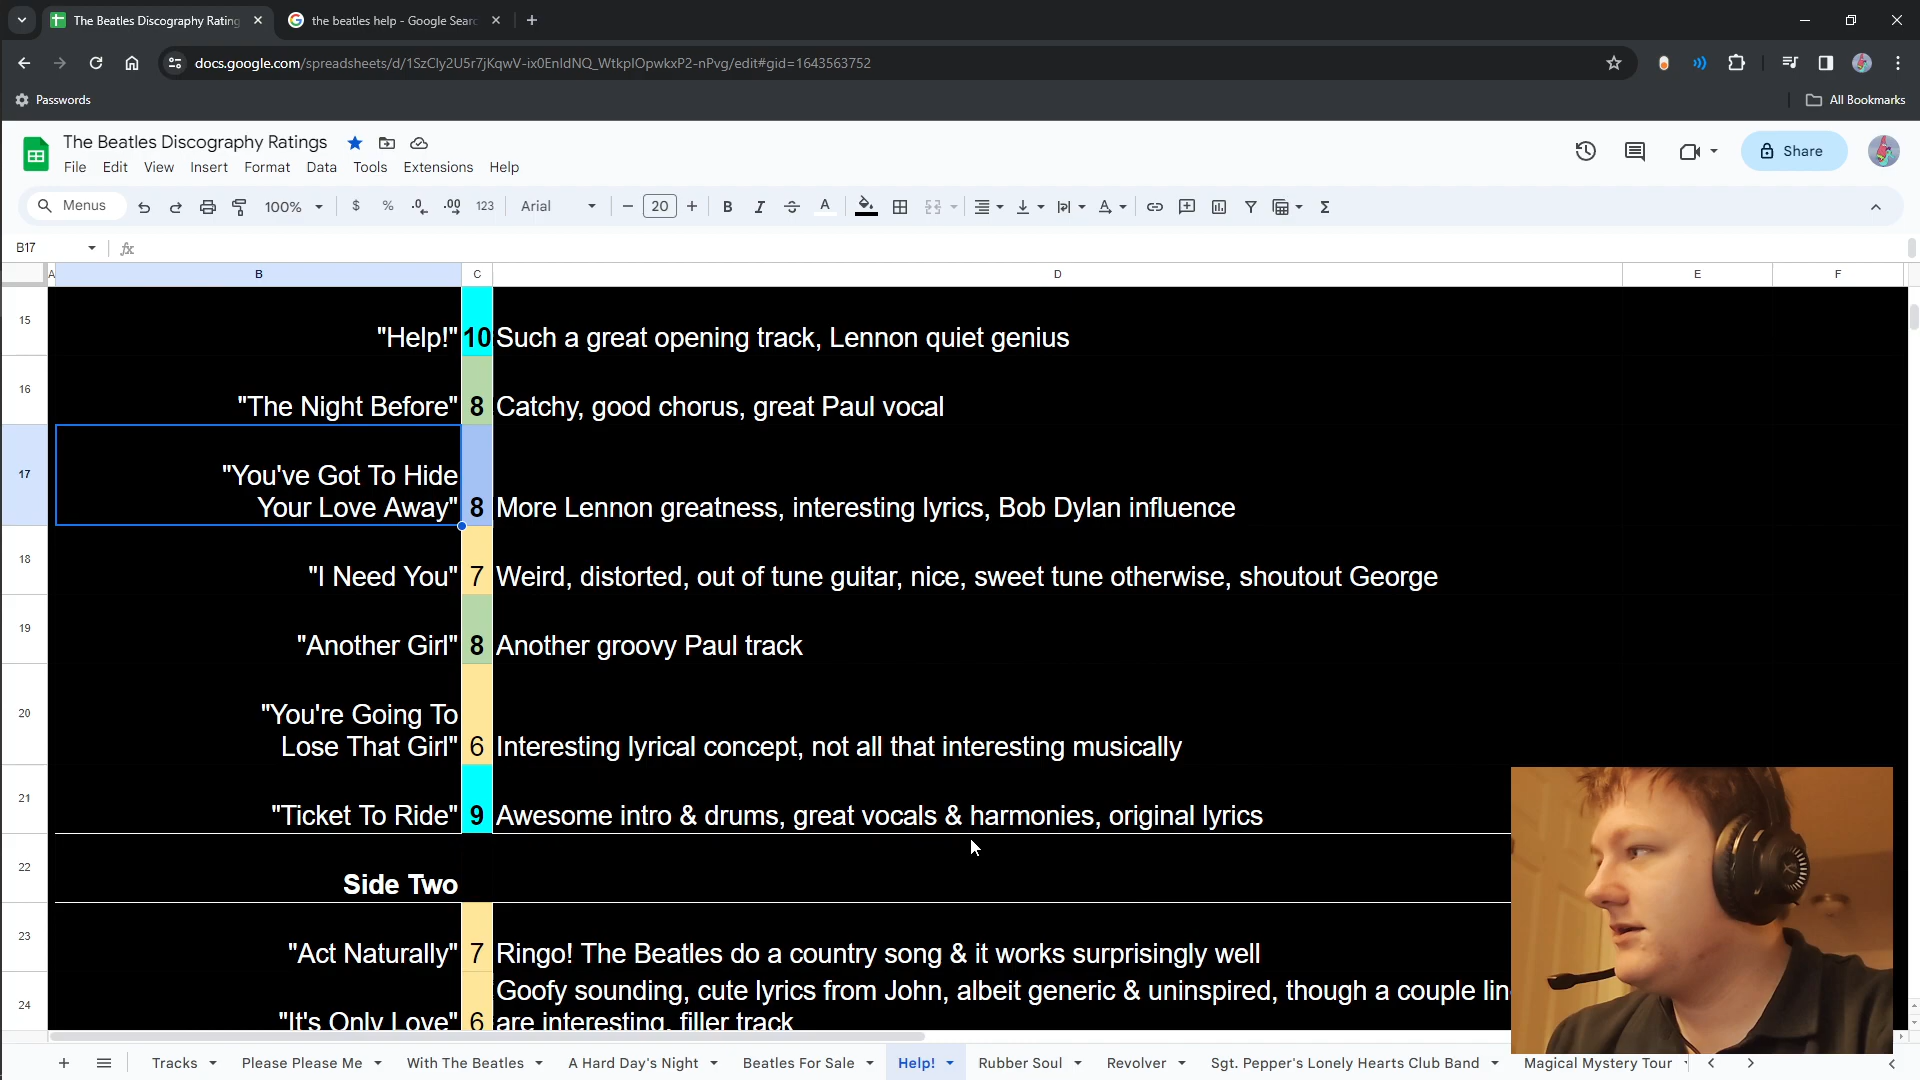 The Beatles Discography Rating
the beatles help - Google Sear
docs.google.com/spreadsheets/d/1SzCly2U5r7jKqwV-ix0EnIdNQ_WtkpIOpwkxP2-nPvg/edit#gid=1643563752
Passwords
All Bookmarks
The Beatles Discography Ratings
File Edit View Insert Format Data Tools Extensions Help
Share
Menus 100% $ % .0 .00 123 Arial 20 B I S A
B17 fx
A B C D E F
15 "Help!" 10 Such a great opening track, Lennon quiet genius
16 "The Night Before" 8 Catchy, good chorus, great Paul vocal
17 "You've Got To Hide
Your Love Away" 8 More Lennon greatness, interesting lyrics, Bob Dylan influence
18 "I Need You" 7 Weird, distorted, out of tune guitar, nice, sweet tune otherwise, shoutout George
19 "Another Girl" 8 Another groovy Paul track
20 "You're Going To
Lose That Girl" 6 Interesting lyrical concept, not all that interesting musically
21 "Ticket To Ride" 9 Awesome intro & drums, great vocals & harmonies, original lyrics
22 Side Two
23 "Act Naturally" 7 Ringo! The Beatles do a country song & it works surprisingly well
24 Goofy sounding, cute lyrics from John, albeit generic & uninspired, though a couple lin
"It's Only Love" 6 are interesting, filler track
Tracks Please Please Me With The Beatles A Hard Day's Night Beatles For Sale Help! Rubber Soul Revolver Sgt. Pepper's Lonely Hearts Club Band Magical Mystery Tour